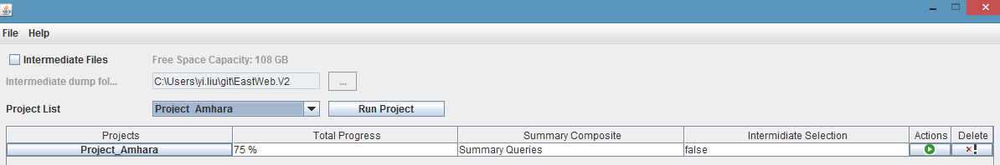 File Help
Intermediate Files Free Space Capacity: 108 GB
Intermediate dump fol... C:\Users\yi.liu\git\EastWeb.V2 ...
Project List Project_Amhara Run Project
Projects Total Progress Summary Composite Intermidiate Selection Actions Delete
Project_Amhara 75 % Summary Queries false